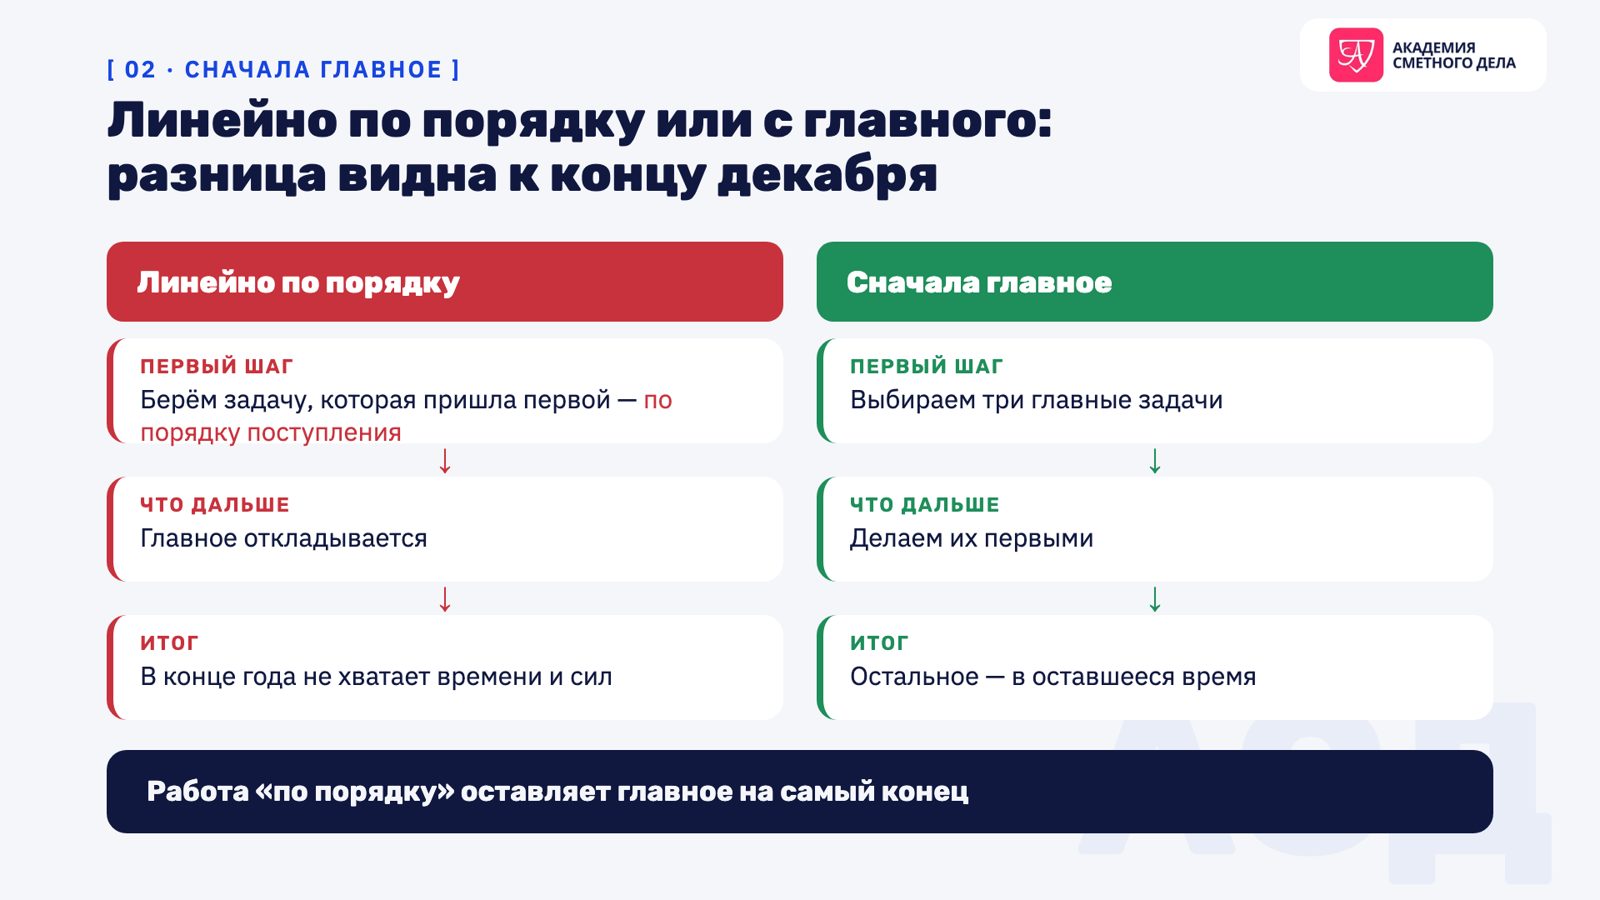 [ 02 · СНАЧАЛА ГЛАВНОЕ ]
АКАДЕМИЯ
СМЕТНОГО ДЕЛА
Линейно по порядку или с главного:
разница видна к концу декабря
Линейно по порядку
ПЕРВЫЙ ШАГ
Берём задачу, которая пришла первой — по
порядку поступления
↓
ЧТО ДАЛЬШЕ
Главное откладывается
↓
ИТОГ
В конце года не хватает времени и сил
Сначала главное
ПЕРВЫЙ ШАГ
Выбираем три главные задачи
↓
ЧТО ДАЛЬШЕ
Делаем их первыми
↓
ИТОГ
Остальное — в оставшееся время
Работа «по порядку» оставляет главное на самый конец
АСД